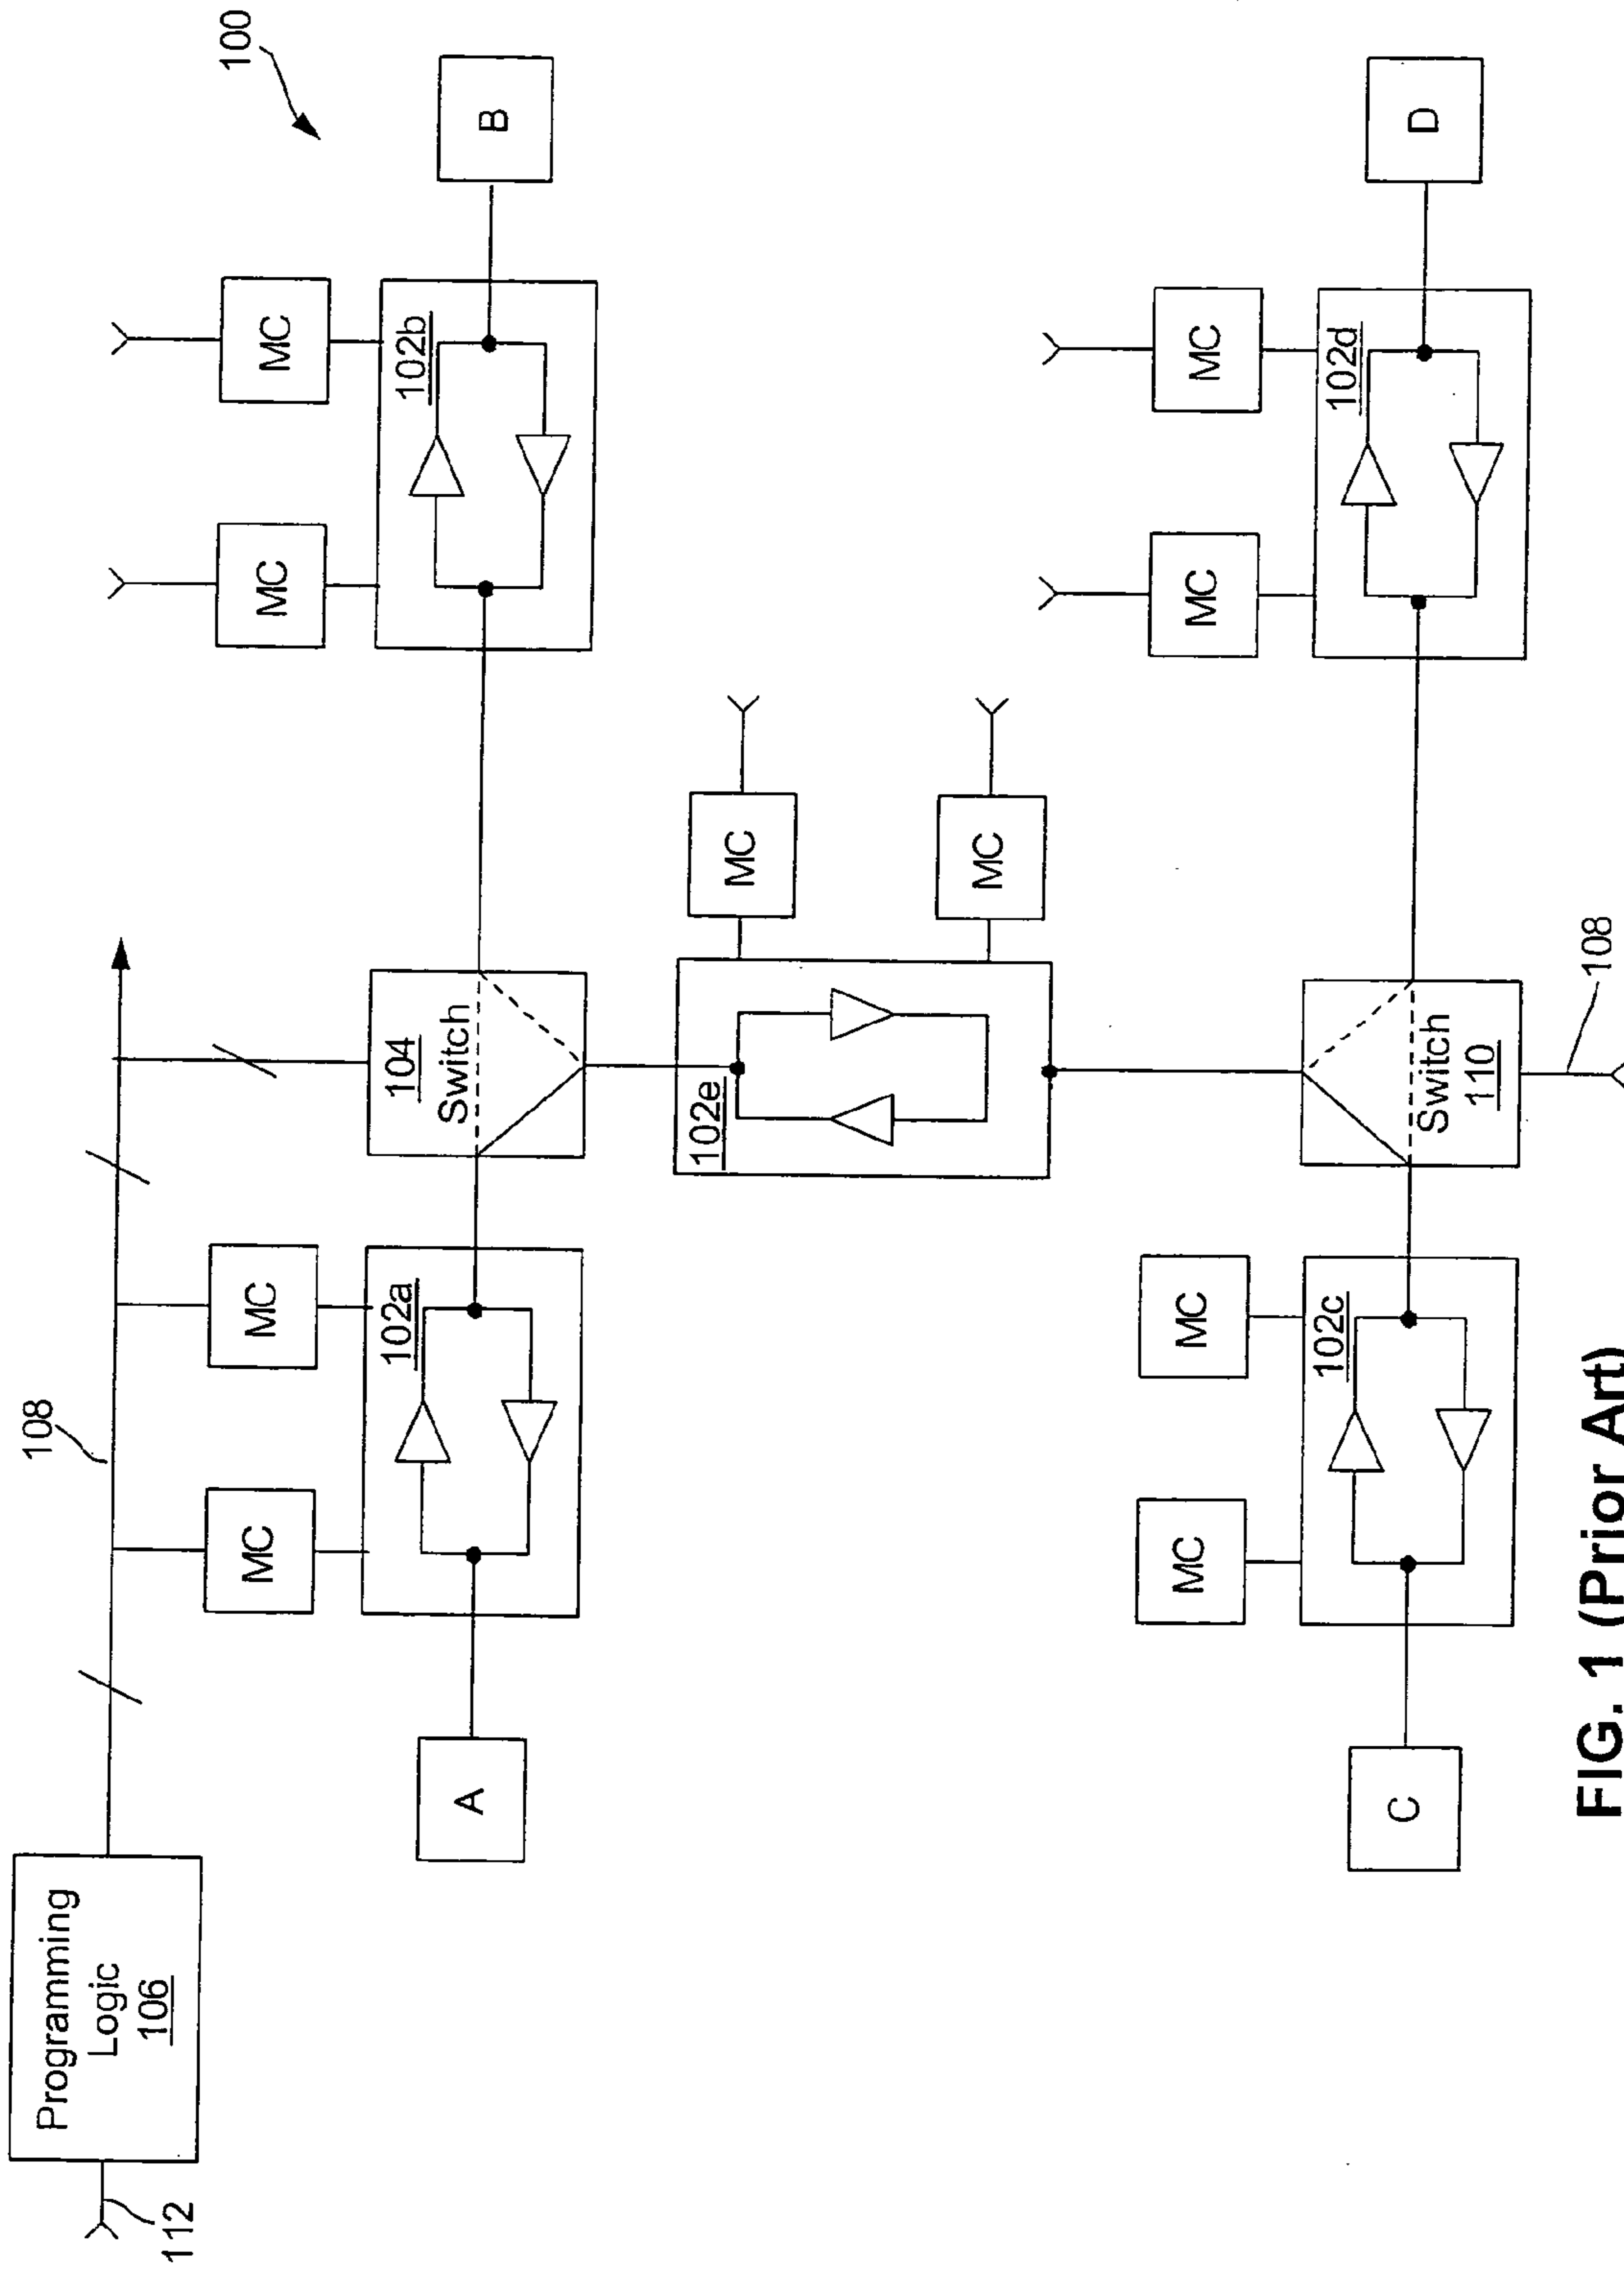 100
Programming
Logic
106
112
108
MC
MC
MC
MC
A
102a
104
Switch
102b
B
102e
MC
MC
MC
MC
MC
MC
C
102c
Switch
110
102d
D
108
FIG. 1 (Prior Art)